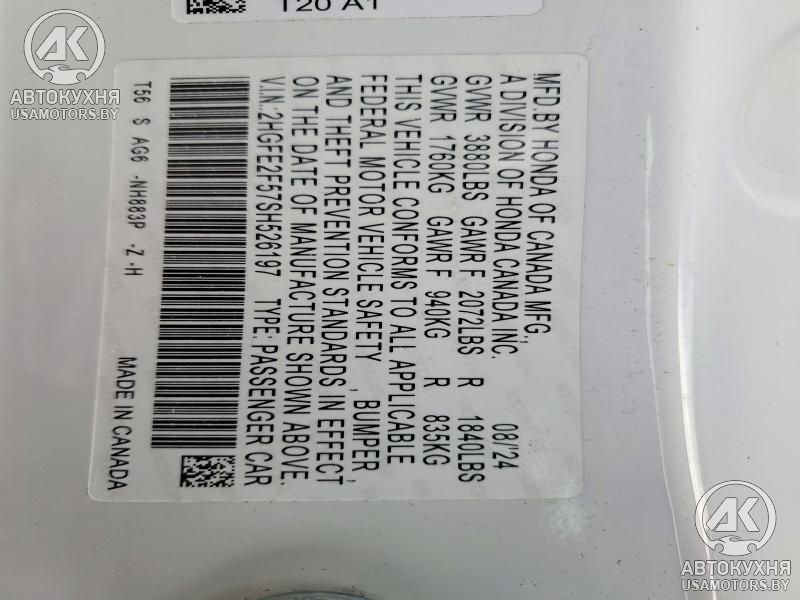 T20 A1
MFD.BY HONDA OF CANADA MFG.,
A DIVISION OF HONDA CANADA INC. 08/'24
GVWR 3880LBS GAWR F 2072LBS R 1840LBS
GVWR 1760KG GAWR F 940KG R 835KG
THIS VEHICLE CONFORMS TO ALL APPLICABLE
FEDERAL MOTOR VEHICLE SAFETY , BUMPER ,
AND THEFT PREVENTION STANDARDS IN EFFECT
ON THE DATE OF MANUFACTURE SHOWN ABOVE.
V.I.N.:2HGFE2F57SH526197 TYPE: PASSENGER CAR
T56 S AG6 -NH883P -Z -H MADE IN CANADA
АК
АВТОКУХНЯ
USAMOTORS.BY
АК
АВТОКУХНЯ
USAMOTORS.BY